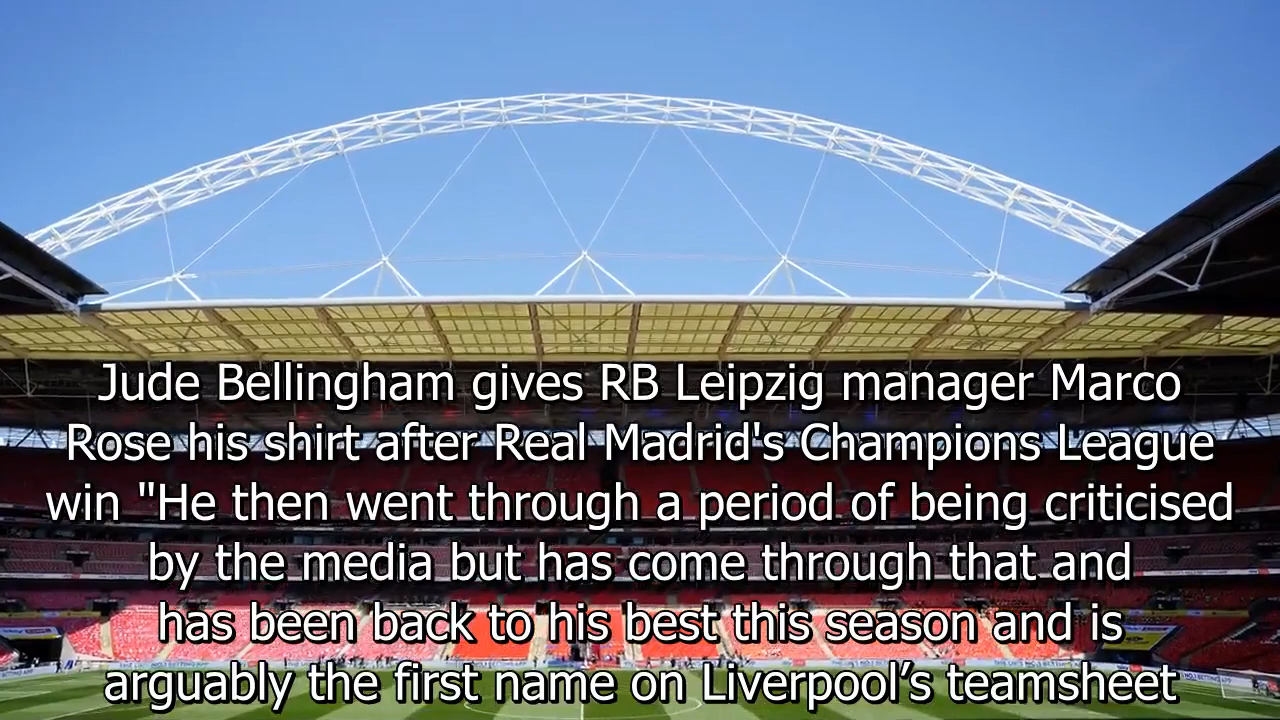 Jude Bellingham gives RB Leipzig manager Marco
Rose his shirt after Real Madrid's Champions League
win "He then went through a period of being criticised
by the media but has come through that and
has been back to his best this season and is
arguably the first name on Liverpool’s teamsheet